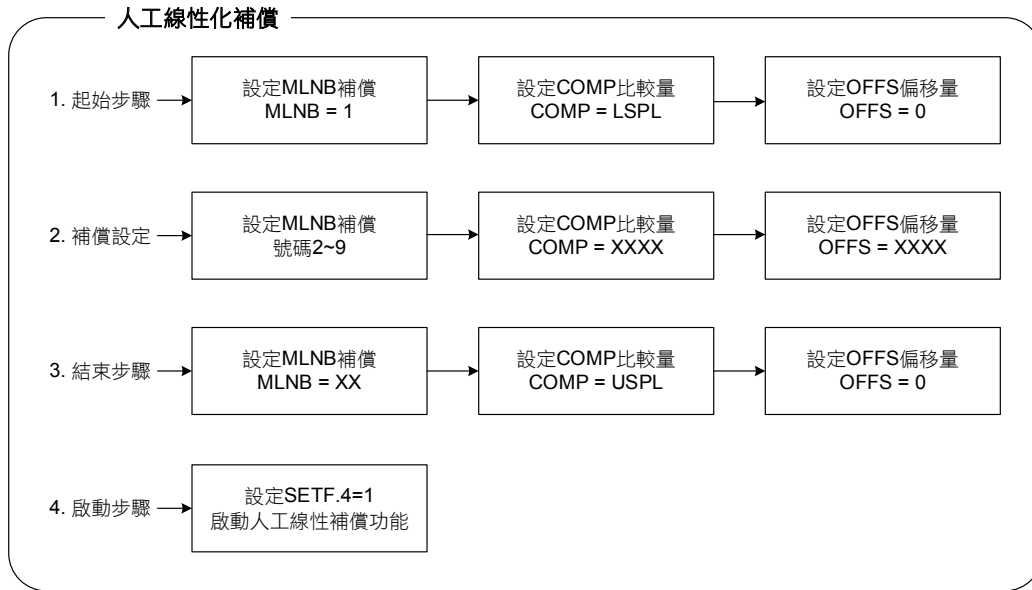 人工線性化補償
1. 起始步驟
設定MLNB補償
MLNB = 1
設定COMP比較量
COMP = LSPL
設定OFFS偏移量
OFFS = 0
2. 補償設定
設定MLNB補償
號碼2~9
設定COMP比較量
COMP = XXXX
設定OFFS偏移量
OFFS = XXXX
3. 結束步驟
設定MLNB補償
MLNB = XX
設定COMP比較量
COMP = USPL
設定OFFS偏移量
OFFS = 0
4. 啟動步驟
設定SETF.4=1
啟動人工線性補償功能